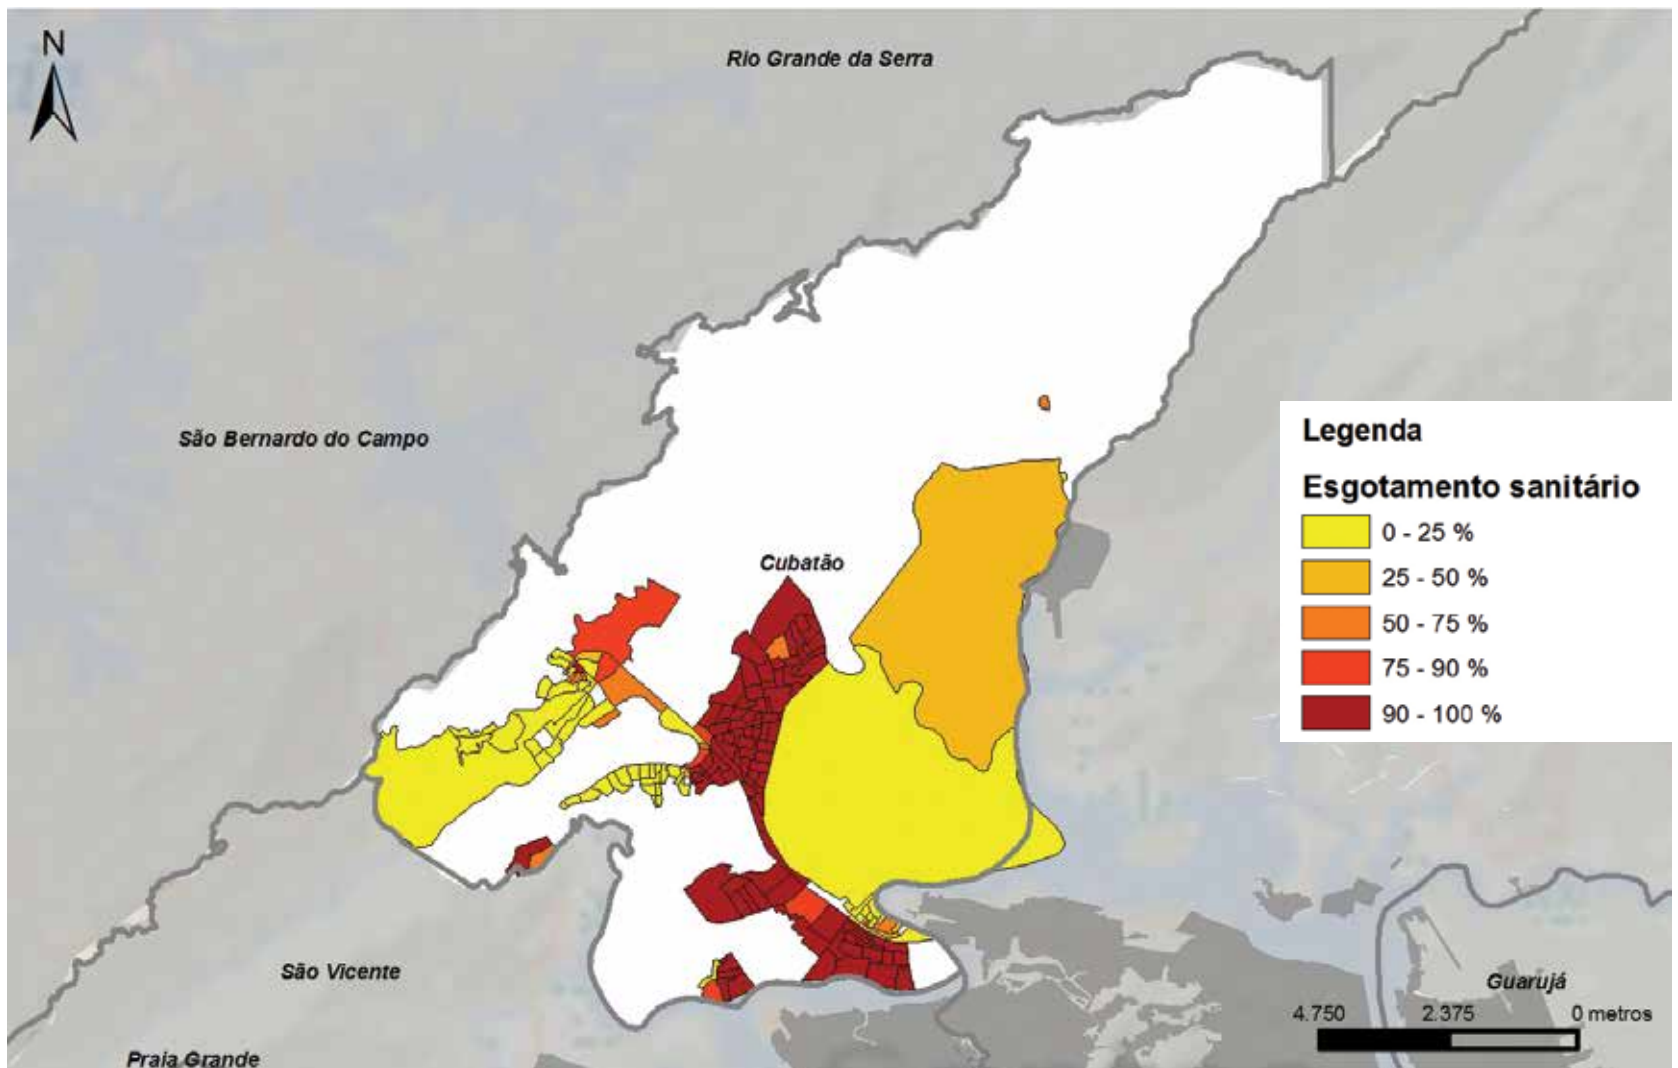 N
Rio Grande da Serra
São Bernardo do Campo
Cubatão
Legenda
Esgotamento sanitário
0 - 25 %
25 - 50 %
50 - 75 %
75 - 90 %
90 - 100 %
São Vicente
Guarujá
4.750 2.375 0 metros
Praia Grande